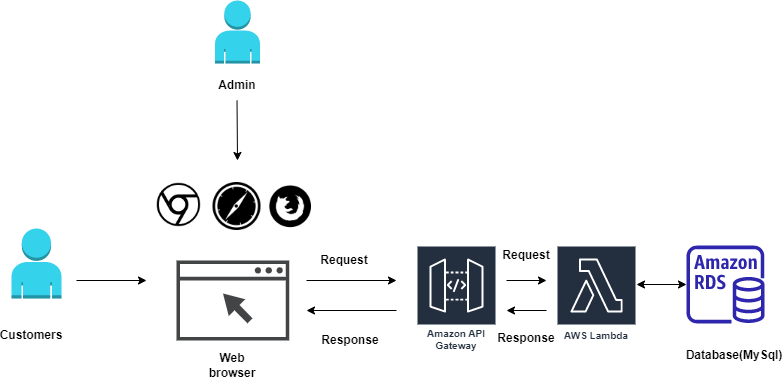 Admin
Request
Request
Amazon
RDS
Customers
Response
Amazon API
Gateway
Response
AWS Lambda
Web
browser
Database(MySql)